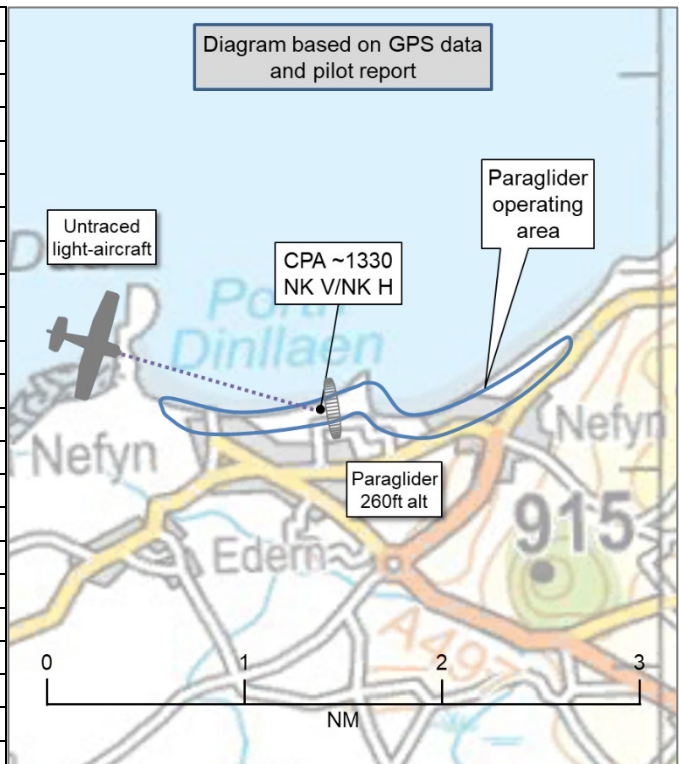 Diagram based on GPS data
and pilot report
Paraglider
operating
area
Untraced
light-aircraft
CPA ~1330
NK V/NK H
Porth
Dinllaen
Nefyn
Nefyn
Paraglider
260ft alt
915
Edern
A497
0 1 2 3
NM